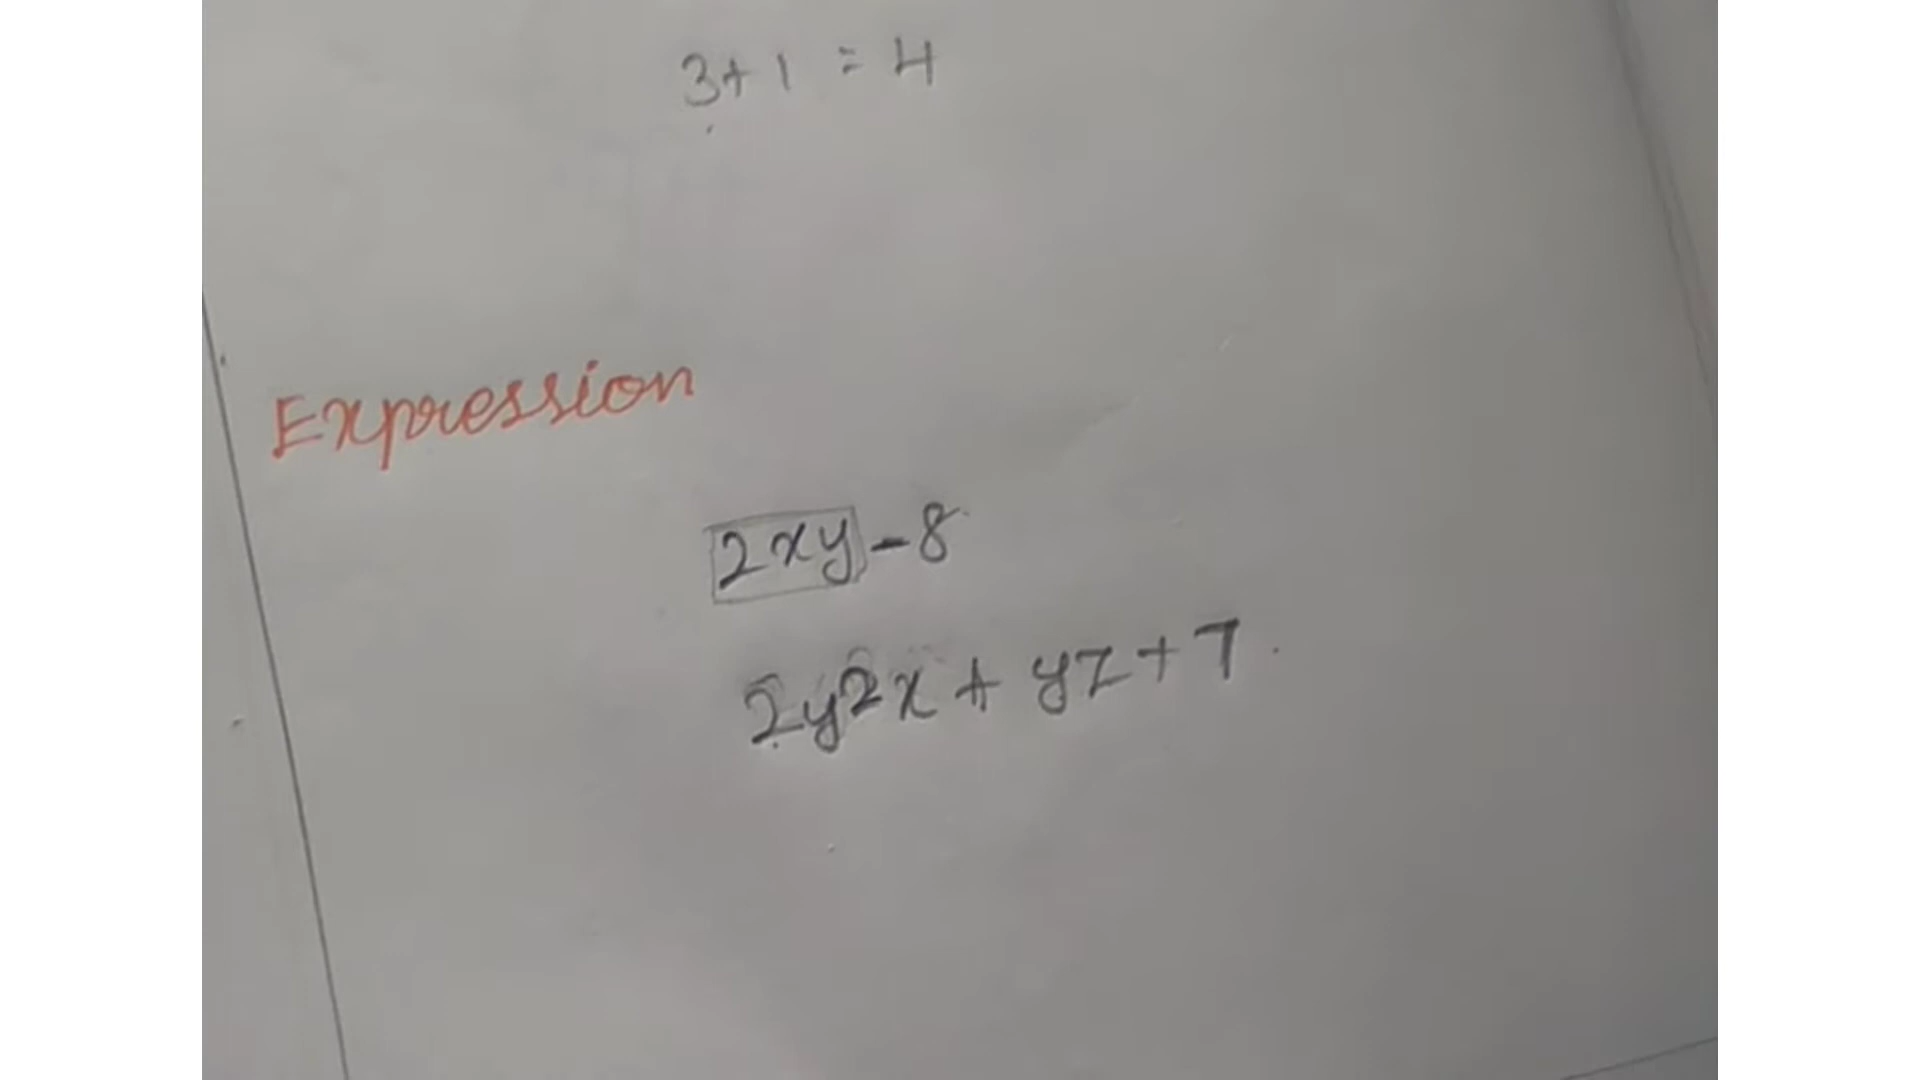 3+1 = 4
Expression
2xy-8
2y2x + yz+7.